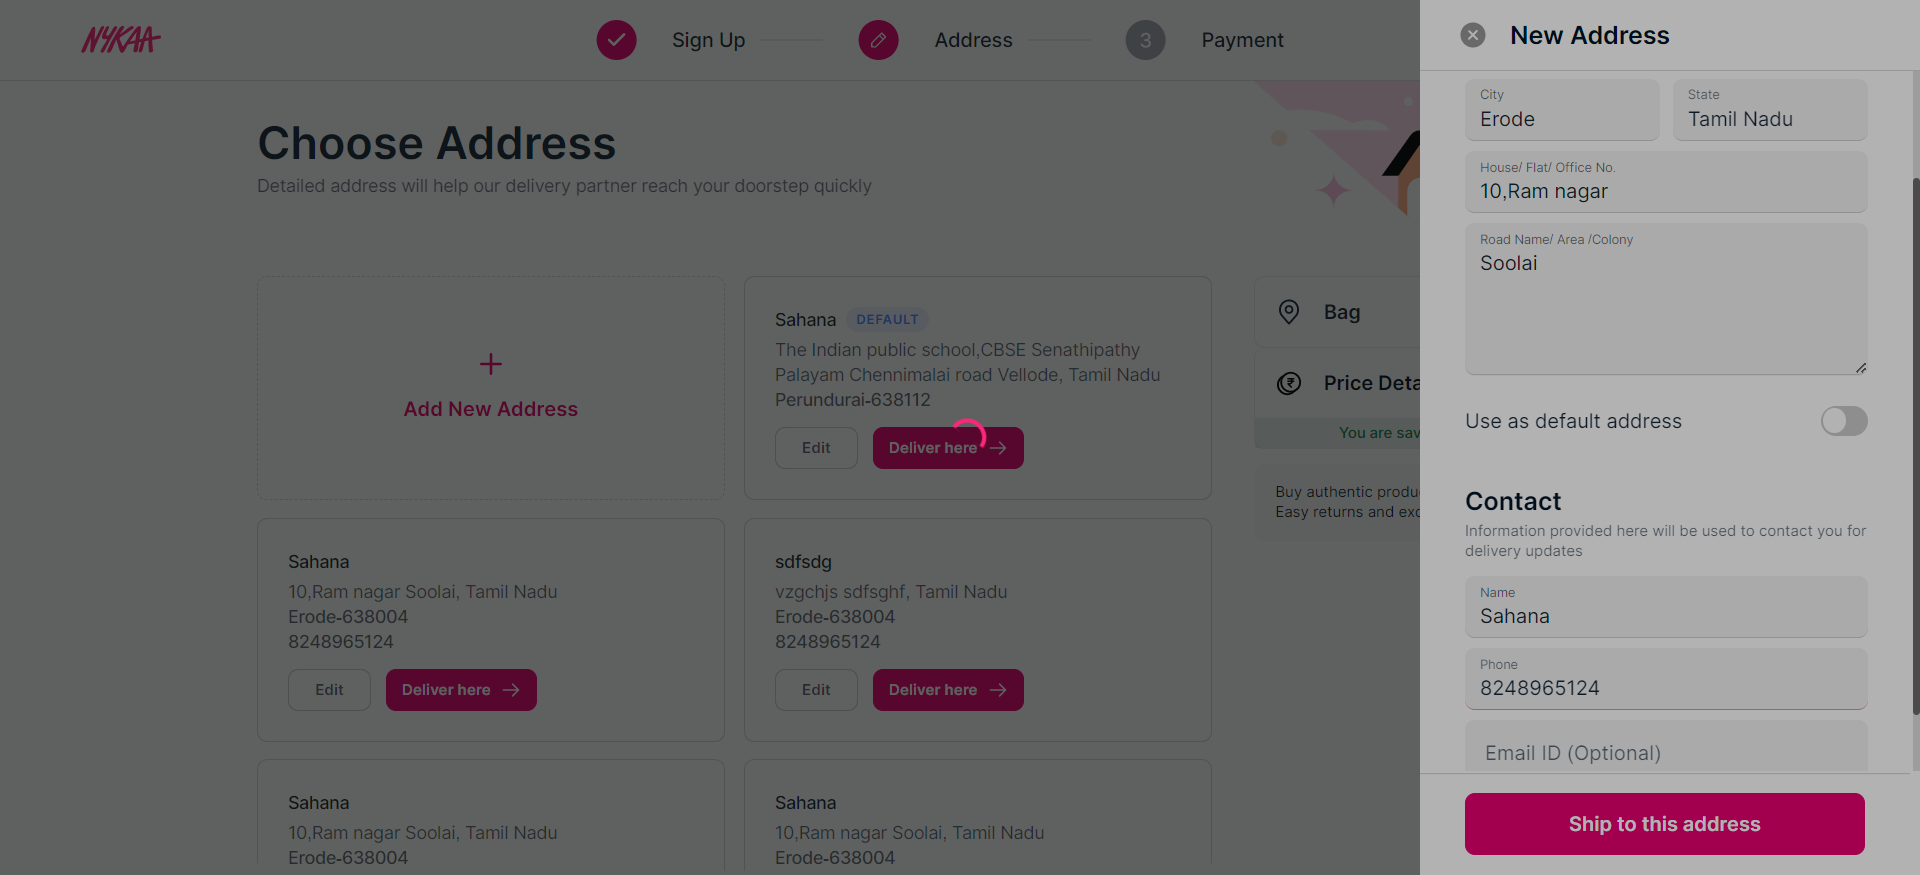 NYKAA
Sign Up
Address
3
Payment
Choose Address
Detailed address will help our delivery partner reach your doorstep quickly
Add New Address
Sahana DEFAULT
The Indian public school,CBSE Senathipathy
Palayam Chennimalai road Vellode, Tamil Nadu
Perundurai-638112
Edit
Deliver here
Sahana
10,Ram nagar Soolai, Tamil Nadu
Erode-638004
8248965124
Edit
Deliver here
sdfsdg
vzgchjs sdfsghf, Tamil Nadu
Erode-638004
8248965124
Edit
Deliver here
Sahana
10,Ram nagar Soolai, Tamil Nadu
Erode-638004
Sahana
10,Ram nagar Soolai, Tamil Nadu
Erode-638004
Bag
Price Deta
You are sav
Buy authentic produ
Easy returns and exc
New Address
City
Erode
State
Tamil Nadu
House/ Flat/ Office No.
10,Ram nagar
Road Name/ Area /Colony
Soolai
Use as default address
Contact
Information provided here will be used to contact you for
delivery updates
Name
Sahana
Phone
8248965124
Email ID (Optional)
Ship to this address